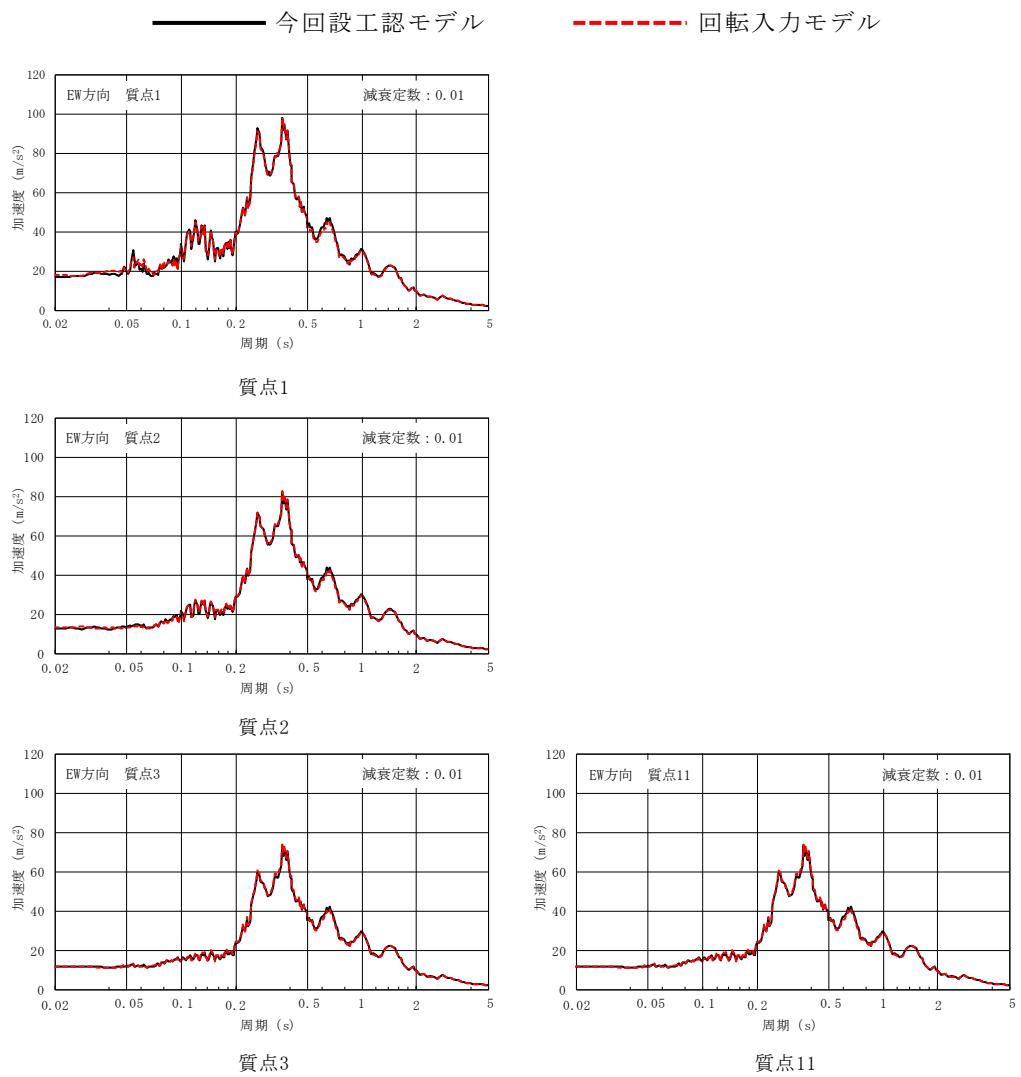 今回設工認モデル
回転入力モデル
EW方向 質点1
減衰定数:0.01
加速度 (m/s²)
120
100
80
60
40
20
0
0.02 0.05 0.1 0.2 0.5 1 2 5
周期 (s)
質点1
EW方向 質点2
減衰定数:0.01
加速度 (m/s²)
120
100
80
60
40
20
0
0.02 0.05 0.1 0.2 0.5 1 2 5
周期 (s)
質点2
EW方向 質点3
減衰定数:0.01
加速度 (m/s²)
120
100
80
60
40
20
0
0.02 0.05 0.1 0.2 0.5 1 2 5
周期 (s)
質点3
EW方向 質点11
減衰定数:0.01
加速度 (m/s²)
120
100
80
60
40
20
0
0.02 0.05 0.1 0.2 0.5 1 2 5
周期 (s)
質点11